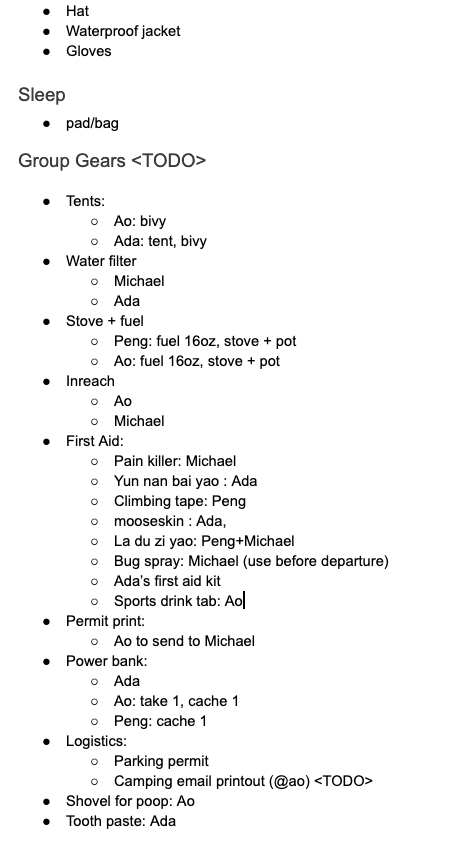 Hat
Waterproof jacket
Gloves
Sleep
pad/bag
Group Gears <TODO>
Tents:
Ao: bivy
Ada: tent, bivy
Water filter
Michael
Ada
Stove + fuel
Peng: fuel 16oz, stove + pot
Ao: fuel 16oz, stove + pot
Inreach
Ao
Michael
First Aid:
Pain killer: Michael
Yun nan bai yao : Ada
Climbing tape: Peng
mooseskin : Ada,
La du zi yao: Peng+Michael
Bug spray: Michael (use before departure)
Ada's first aid kit
Sports drink tab: Ao
Permit print:
Ao to send to Michael
Power bank:
Ada
Ao: take 1, cache 1
Peng: cache 1
Logistics:
Parking permit
Camping email printout (@ao) <TODO>
Shovel for poop: Ao
Tooth paste: Ada